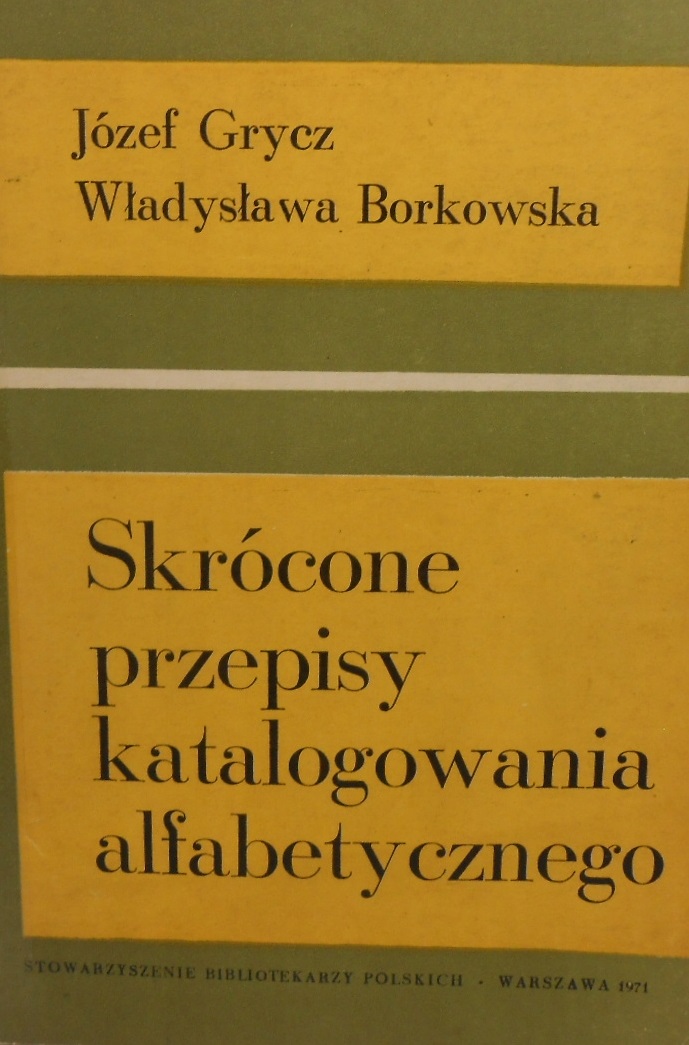 Józef Grycz
Władysława Borkowska
Skrócone
przepisy
katalogowania
alfabetycznego
STOWARZYSZENIE BIBLIOTEKARZY POLSKICH · WARSZAWA 1971